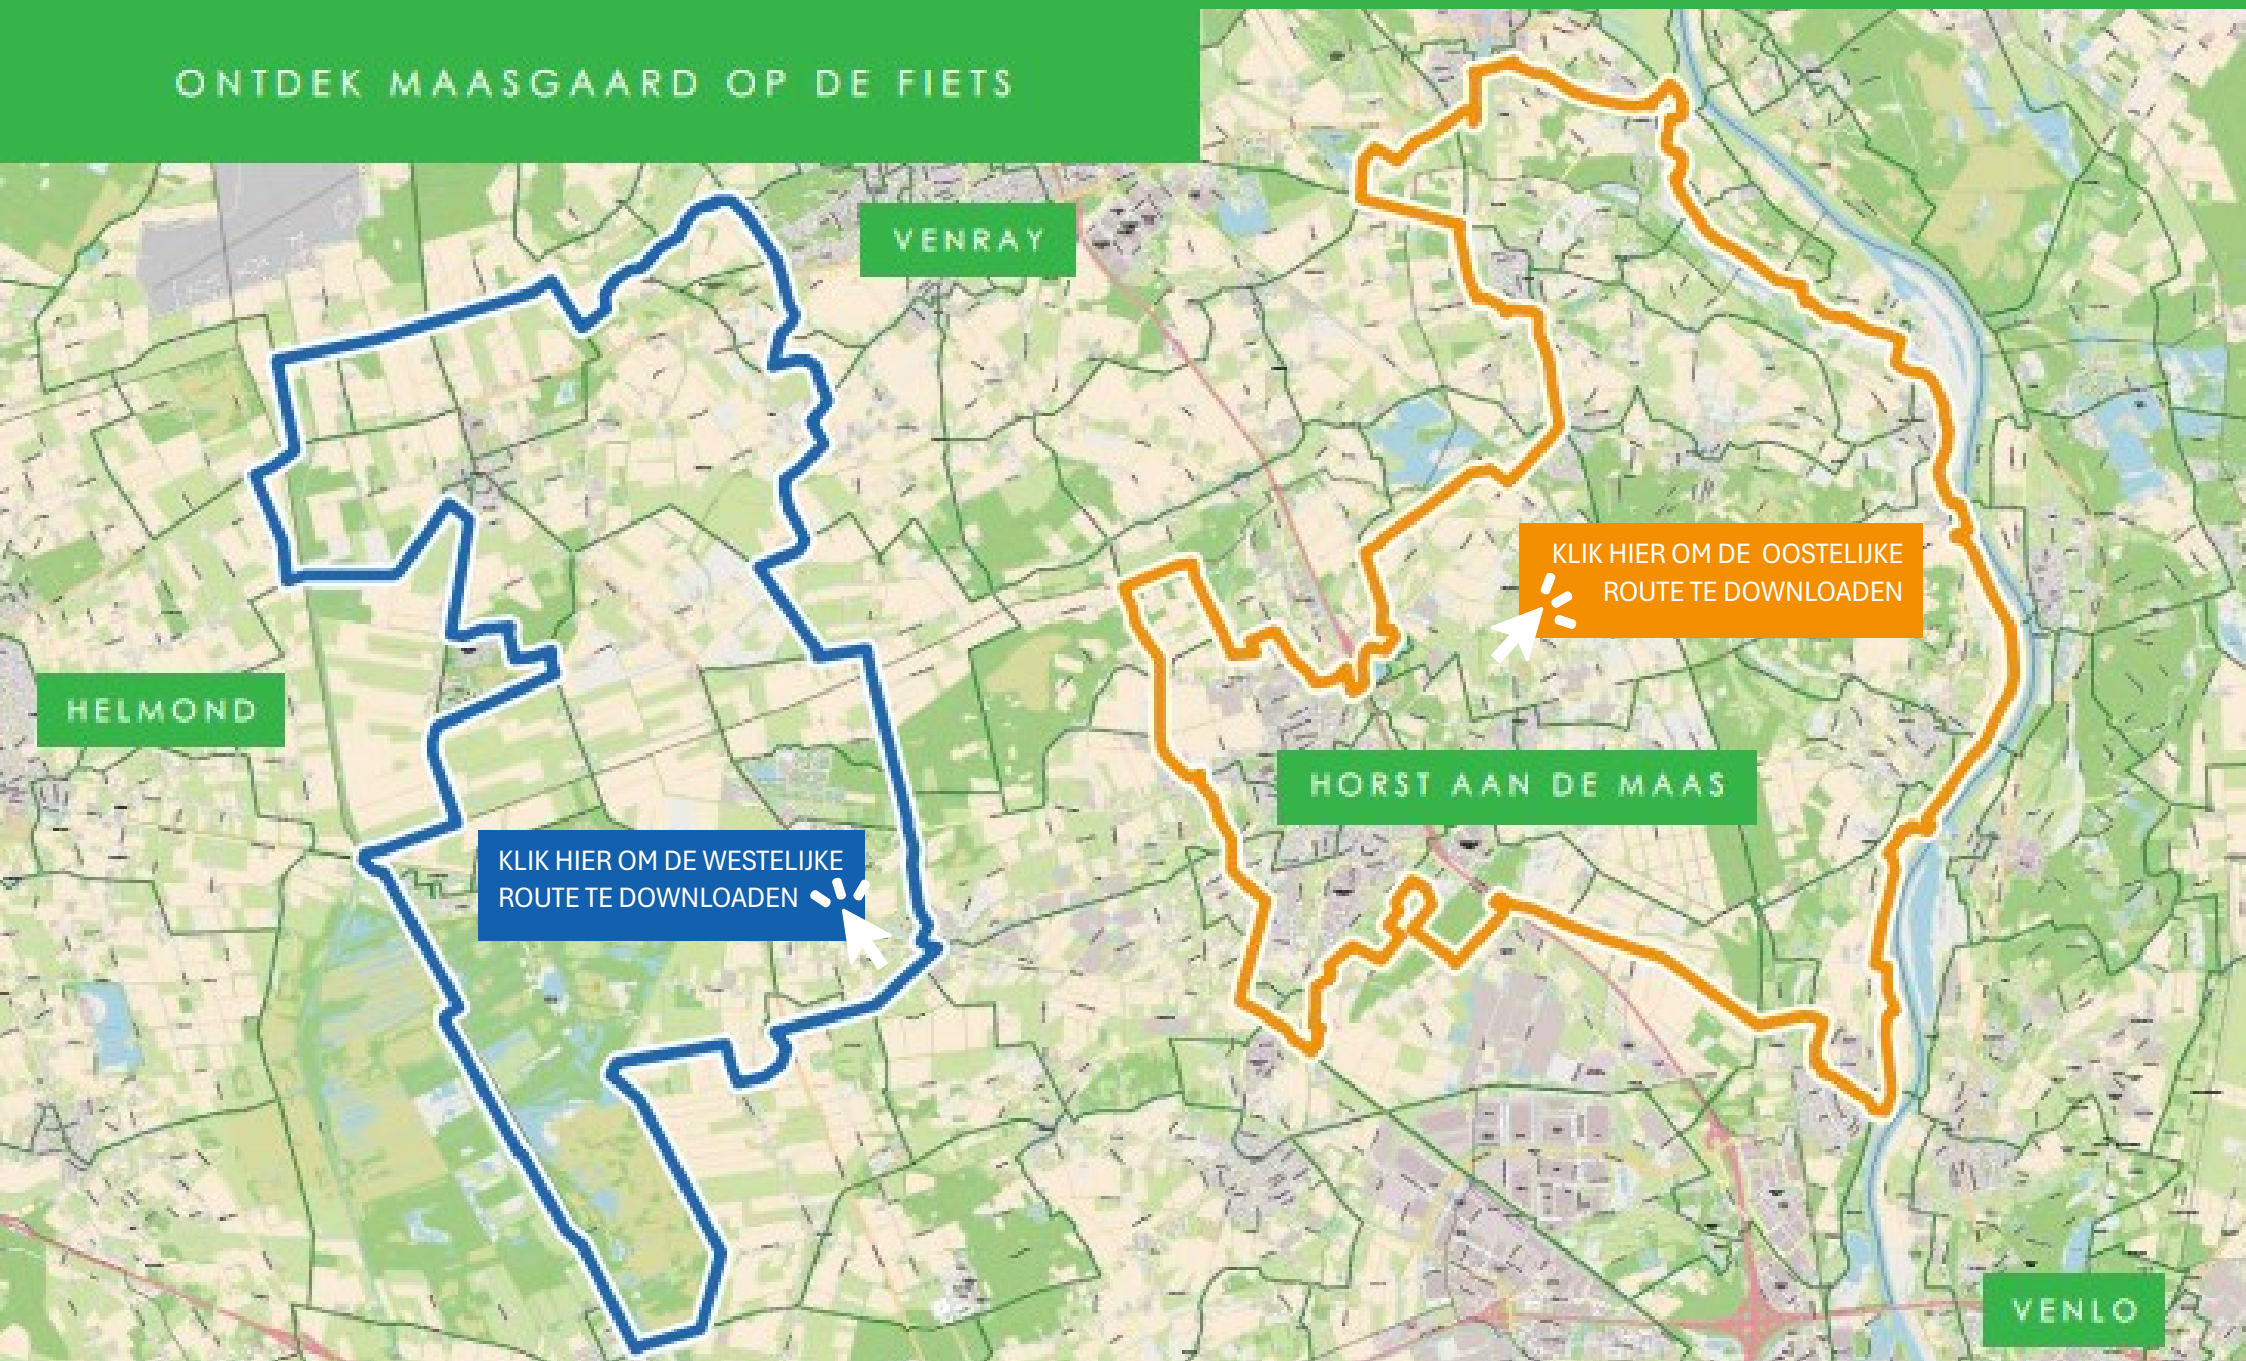 ONTDEK MAASGAARD OP DE FIETS
VENRAY
KLIK HIER OM DE OOSTELIJKE
ROUTE TE DOWNLOADEN
HELMOND
HORST AAN DE MAAS
KLIK HIER OM DE WESTELIJKE
ROUTE TE DOWNLOADEN
VENLO